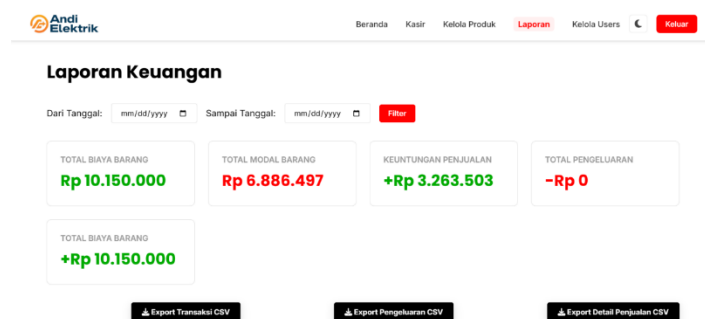 Andi
Elektrik
Beranda Kasir Kelola Produk Laporan Kelola Users Keluar
Laporan Keuangan
Dari Tanggal: mm/dd/yyyy Sampai Tanggal: mm/dd/yyyy Filter
TOTAL BIAYA BARANG TOTAL MODAL BARANG KEUNTUNGAN PENJUALAN TOTAL PENGELUARAN
Rp 10.150.000 Rp 6.886.497 +Rp 3.263.503 -Rp 0
TOTAL BIAYA BARANG
+Rp 10.150.000
Export Transaksi CSV Export Pengeluaran CSV Export Detail Penjualan CSV